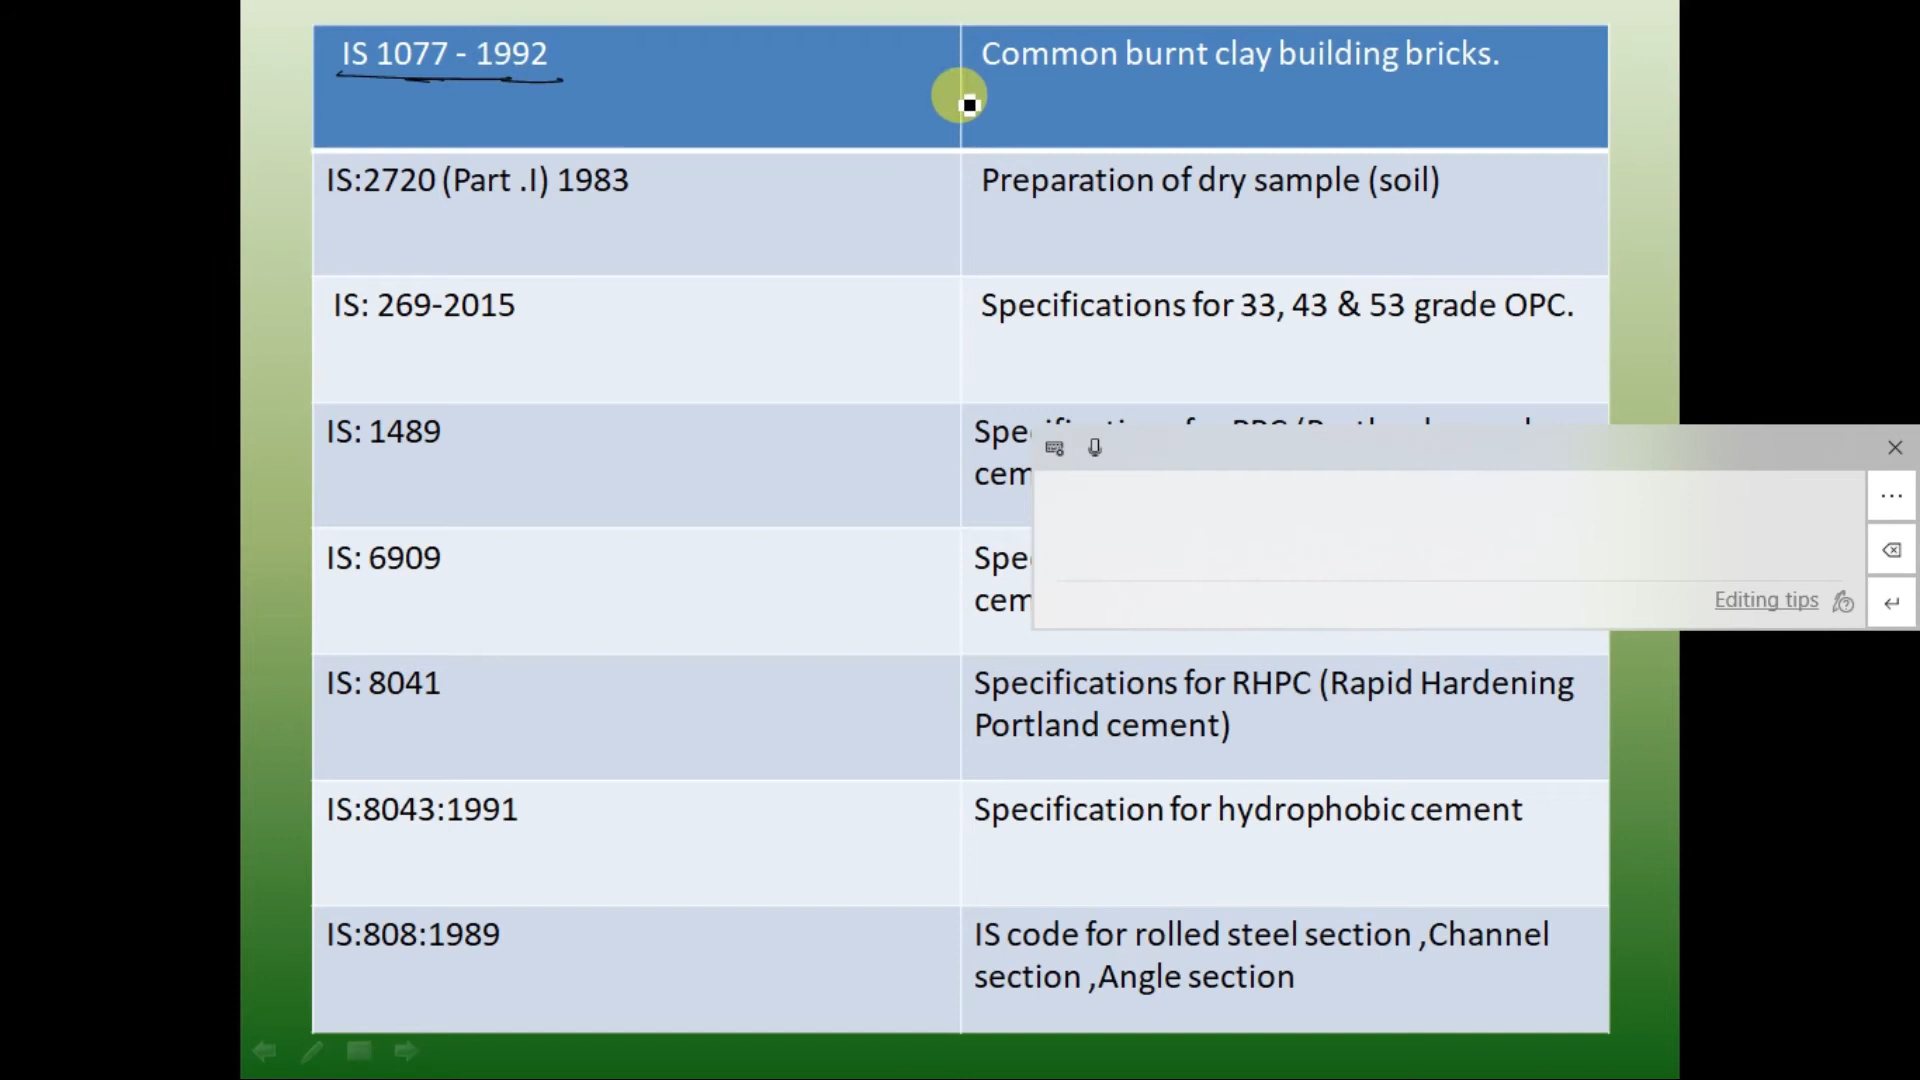 IS 1077 - 1992
Common burnt clay building bricks.
IS:2720 (Part .I) 1983
Preparation of dry sample (soil)
IS: 269-2015
Specifications for 33, 43 & 53 grade OPC.
IS: 1489
IS: 6909
Editing tips
IS: 8041
Specifications for RHPC (Rapid Hardening
Portland cement)
IS:8043:1991
Specification for hydrophobic cement
IS:808:1989
IS code for rolled steel section ,Channel
section ,Angle section